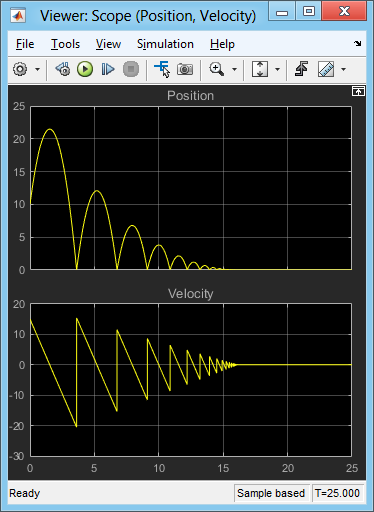 Viewer: Scope (Position, Velocity)
File Tools View Simulation Help
Position
25
20
15
10
5
0
Velocity
20
10
0
-10
-20
-30
0 5 10 15 20 25
Ready Sample based T=25.000